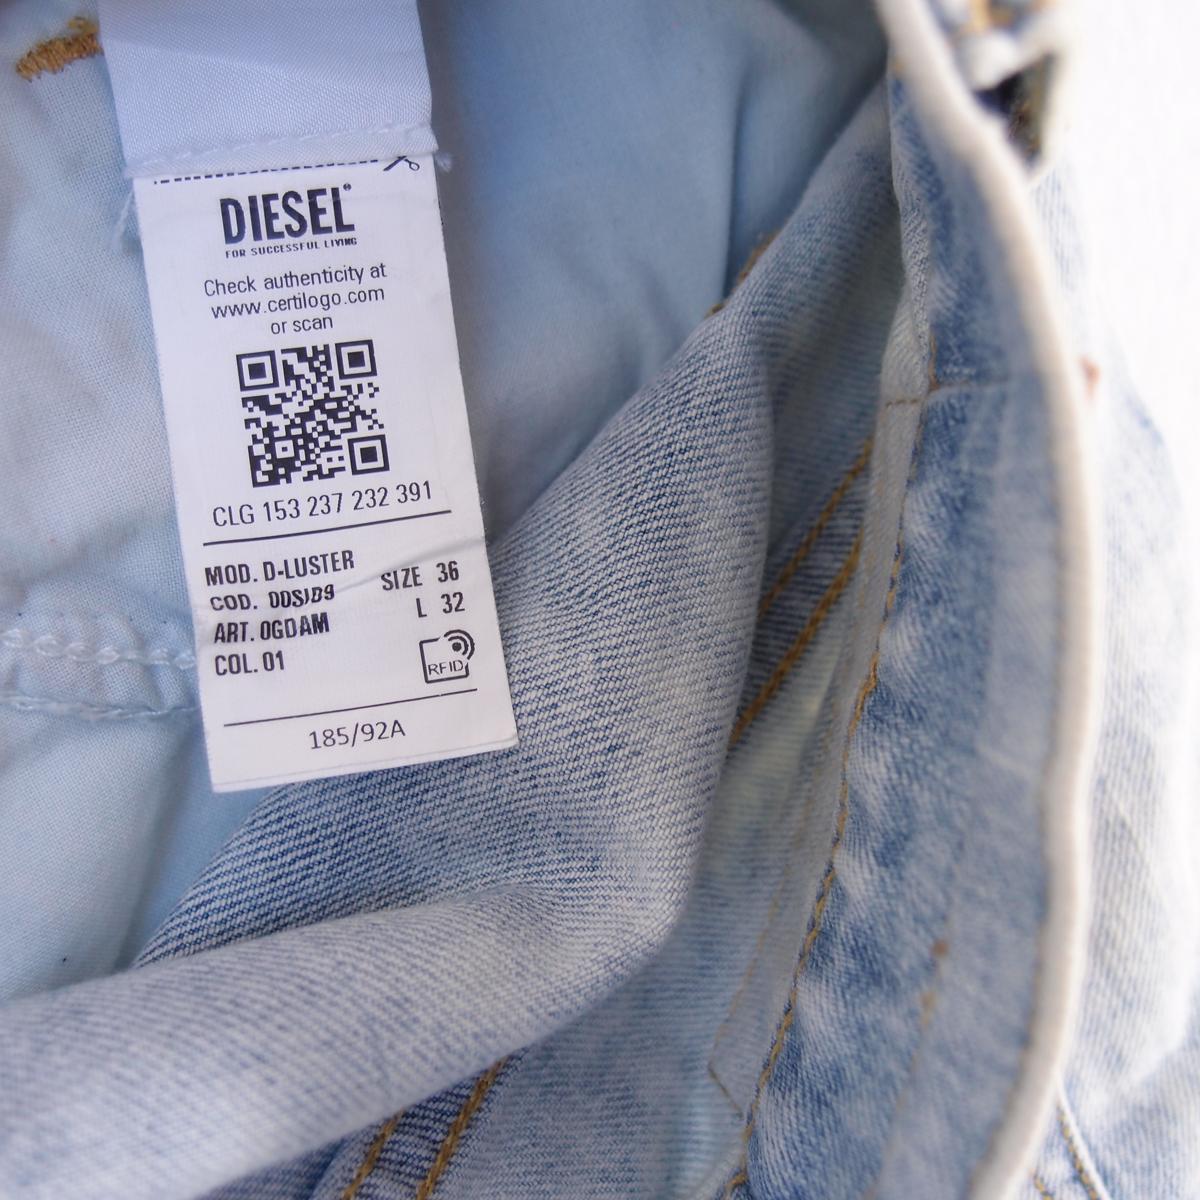 DIESEL®
FOR SUCCESSFUL LIVING
Check authenticity at
www.certilogo.com
or scan
CLG 153 237 232 391
MOD. D-LUSTER
SIZE 36
COD. 00SID9
L 32
ART. 0GDAM
COL. 01
RFID
185/92A